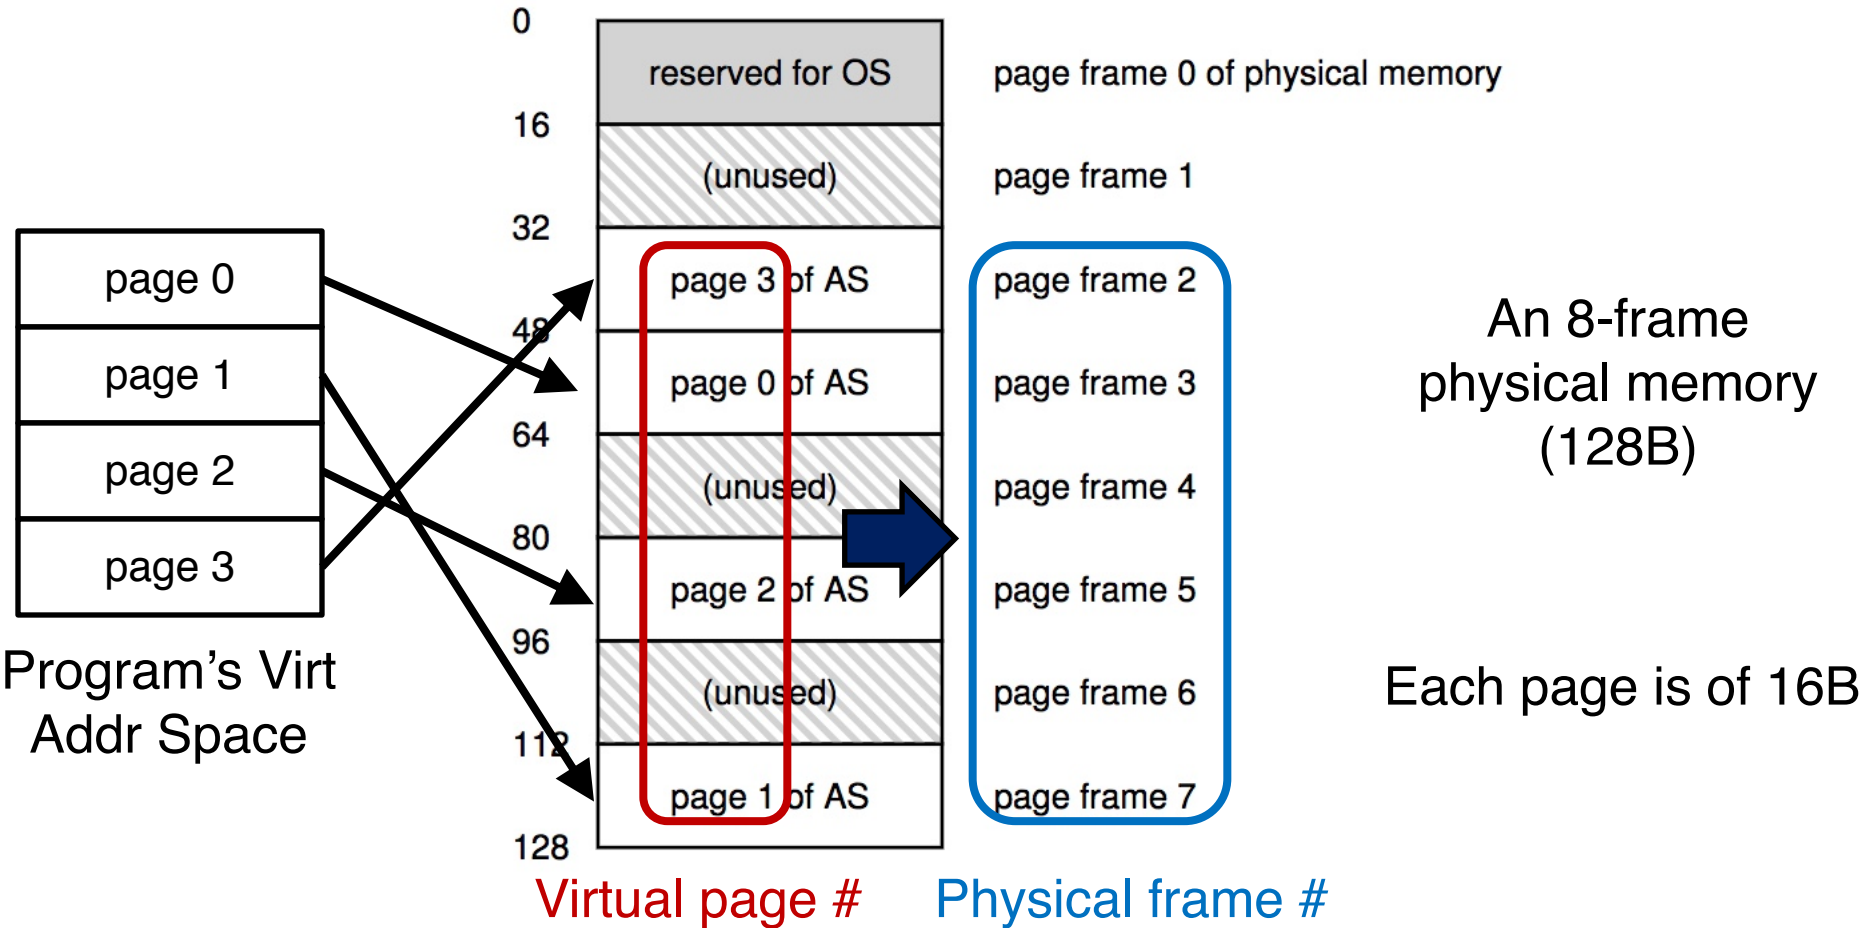 0
reserved for OS
page frame 0 of physical memory
16
(unused)
page frame 1
32
page 3 of AS
page frame 2
48
page 0 of AS
page frame 3
64
(unused)
page frame 4
80
page 2 of AS
page frame 5
96
(unused)
page frame 6
112
page 1 of AS
page frame 7
128
page 0
page 1
page 2
page 3
Program's Virt
Addr Space
An 8-frame
physical memory
(128B)
Each page is of 16B
Virtual page #
Physical frame #